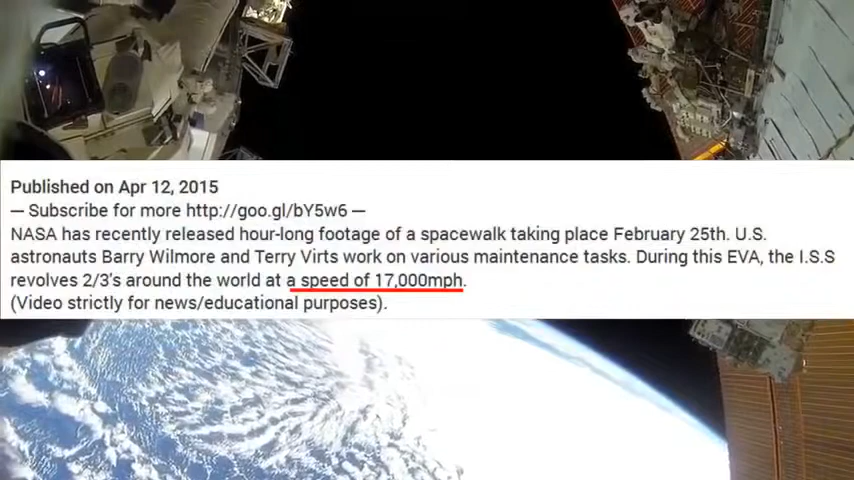 Published on Apr 12, 2015
— Subscribe for more http://goo.gl/bY5w6 —
NASA has recently released hour-long footage of a spacewalk taking place February 25th. U.S.
astronauts Barry Wilmore and Terry Virts work on various maintenance tasks. During this EVA, the I.S.S
revolves 2/3's around the world at a speed of 17,000mph.
(Video strictly for news/educational purposes).